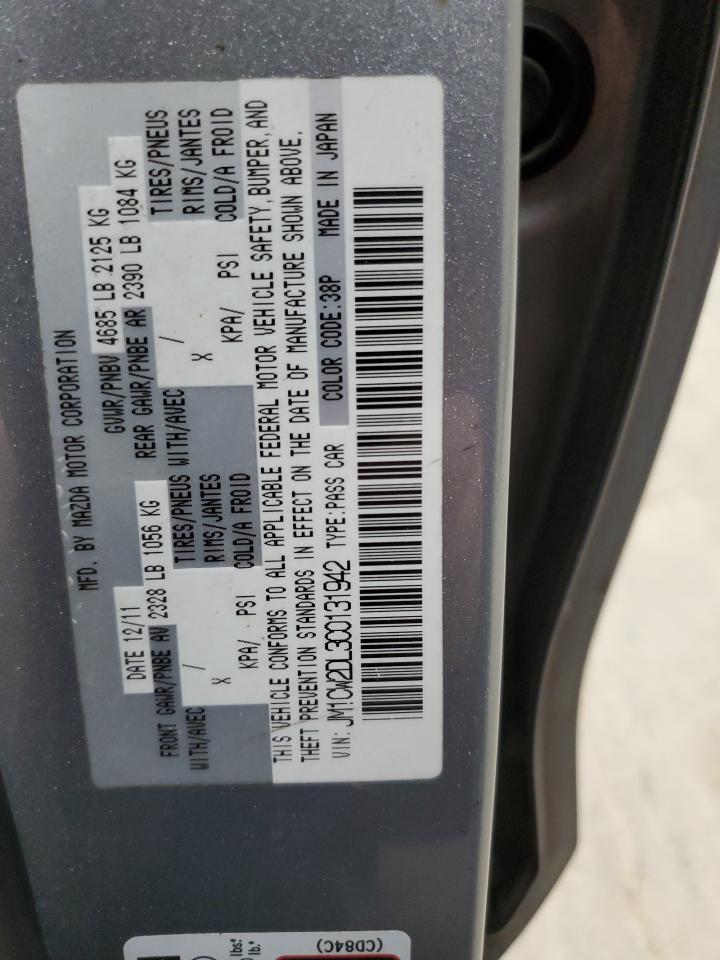 MFD. BY MAZDA MOTOR CORPORATION
DATE 12/11 GVWR/PNBV 4685 LB 2125 KG
FRONT GAWR/PNBE AV 2328 LB 1056 KG REAR GAWR/PNBE AR 2390 LB 1084 KG
WITH/AVEC / TIRES/PNEUS WITH/AVEC / TIRES/PNEUS
X RIMS/JANTES X RIMS/JANTES
KPA/ PSI COLD/A FROID KPA/ PSI COLD/A FROID
THIS VEHICLE CONFORMS TO ALL APPLICABLE FEDERAL MOTOR VEHICLE SAFETY, BUMPER, AND
THEFT PREVENTION STANDARDS IN EFFECT ON THE DATE OF MANUFACTURE SHOWN ABOVE.
VIN: JM1CW2DL3C0131942 TYPE:PASS CAR COLOR CODE:38P MADE IN JAPAN
(CD84C)